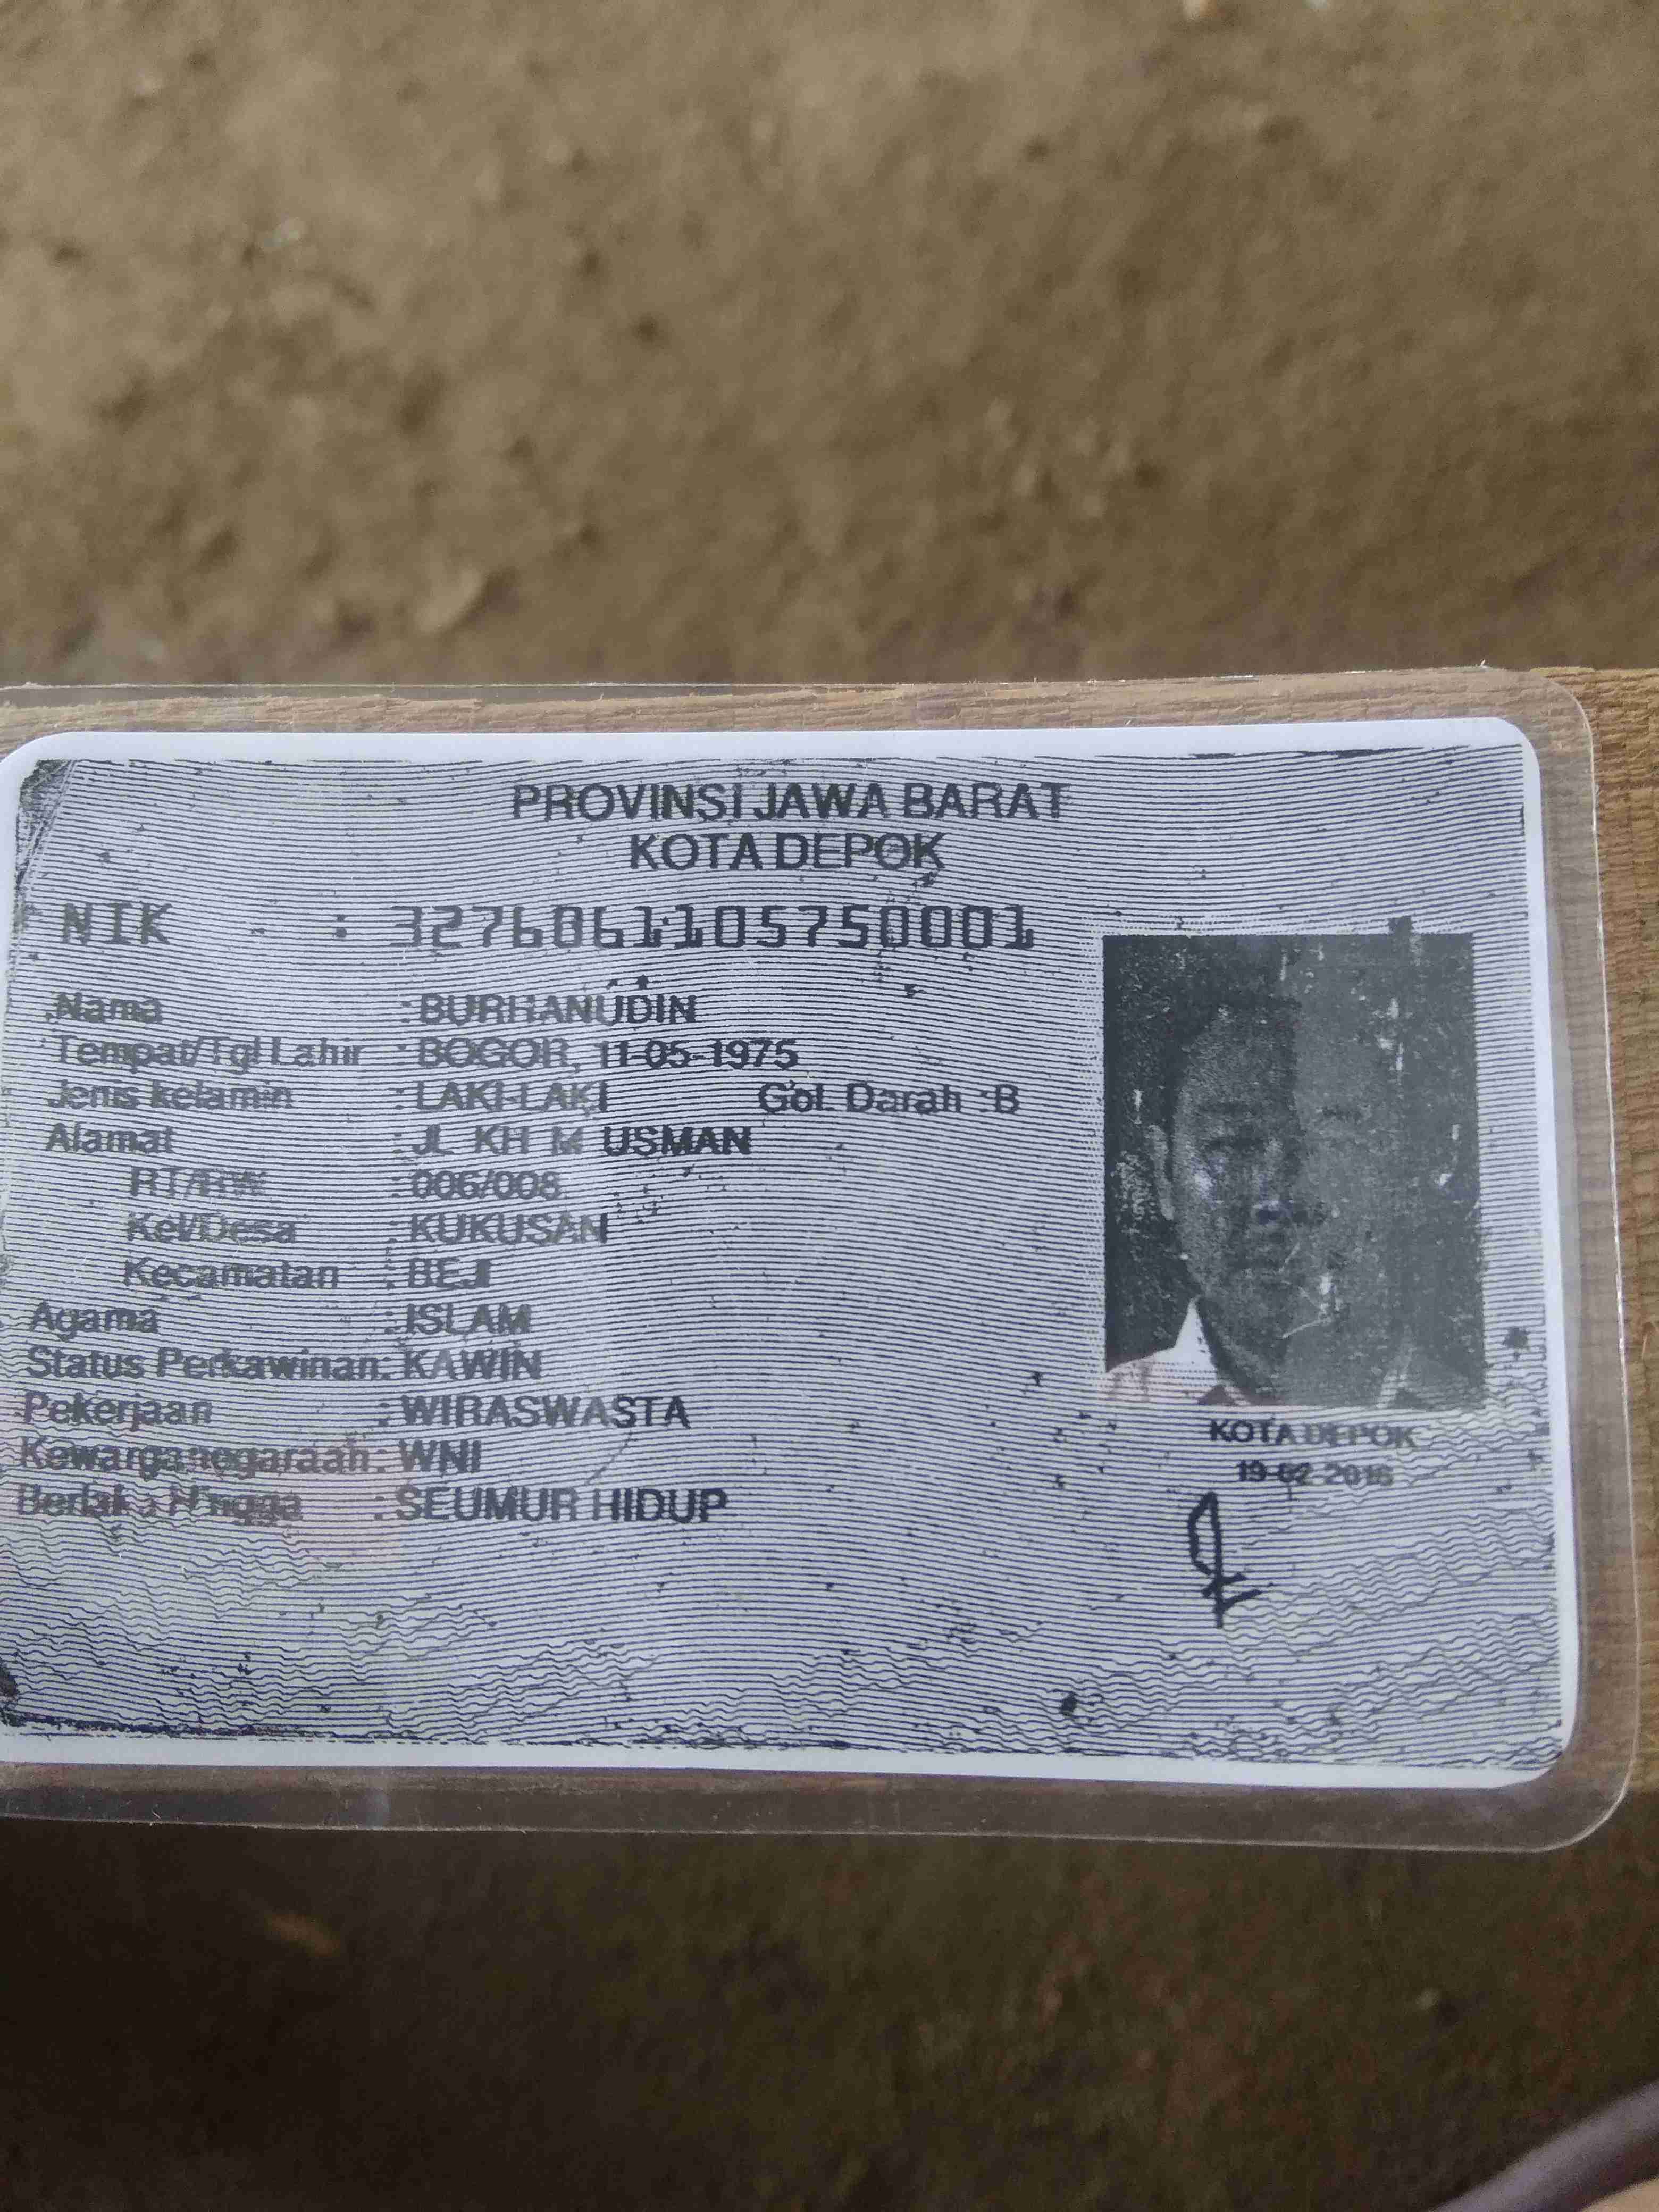 PROVINSI JAWA BARAT
KOTA DEPOK
NIK : 3276061105750001
Nama : BURHANUDIN
Tempat/Tgl Lahir : BOGOR, 11-05-1975
Jenis kelamin : LAKI-LAKI Gol. Darah : B
Alamat : JL KH M USMAN
RT/RW : 006/008
Kel/Desa : KUKUSAN
Kecamatan : BEJI
Agama : ISLAM
Status Perkawinan: KAWIN
Pekerjaan : WIRASWASTA
Kewarganegaraan: WNI
Berlaku Hingga : SEUMUR HIDUP
KOTA DEPOK
19-02-2016